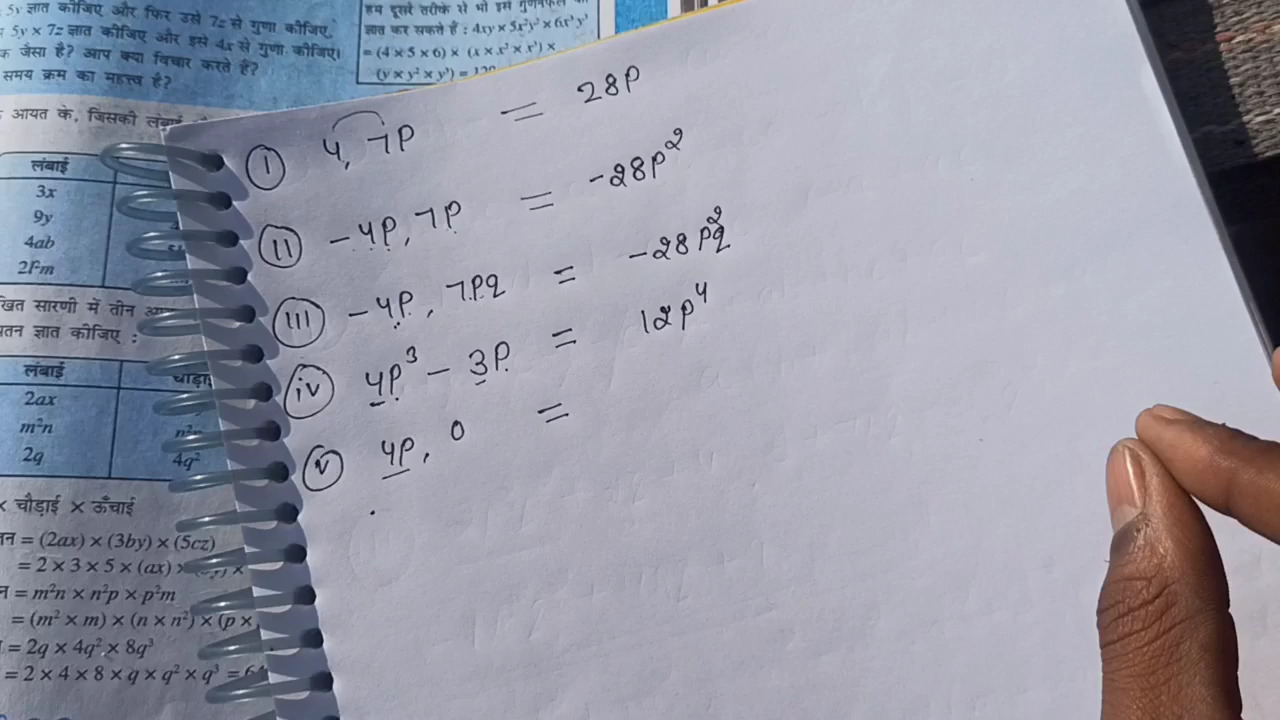 5y ज्ञात कीजिए और फिर उसे 7z से गुणा कीजिए,
5y × 7z ज्ञात कीजिए और इसे 4x से गुणा कीजिए।
क जैसा है? आप क्या विचार करते हैं?
समय क्रम का महत्त्व है?
हम दूसरे तरीके से भी इसे गुणनफल
ज्ञात कर सकते हैं : 4xy × 5x²y² × 6x³y³
= (4 × 5 × 6) × (x × x² × x³) ×
(y × y² × y³) =
आयत के, जिसकी लंबाई
लंबाई
3x
9y
4ab
2l²m
खित सारणी में तीन
यतन ज्ञात कीजिए :
लंबाई चौड़ाई
2ax
m²n n²p
2q 4q²
× चौड़ाई × ऊँचाई
तन = (2ax) × (3by) × (5cz)
= 2 × 3 × 5 × (ax) ×
न = m²n × n²p × p²m
= (m² × m) × (n × n²) × (p ×
= 2q × 4q² × 8q³
= 2 × 4 × 8 × q × q² × q³ = 64
(i) 4, 7P = 28P
(ii) -4P, 7P = -28P²
(iii) -4P, 7Pq = -28P²q
(iv) 4P³ - 3P = 12P⁴
(v) 4P, 0 =